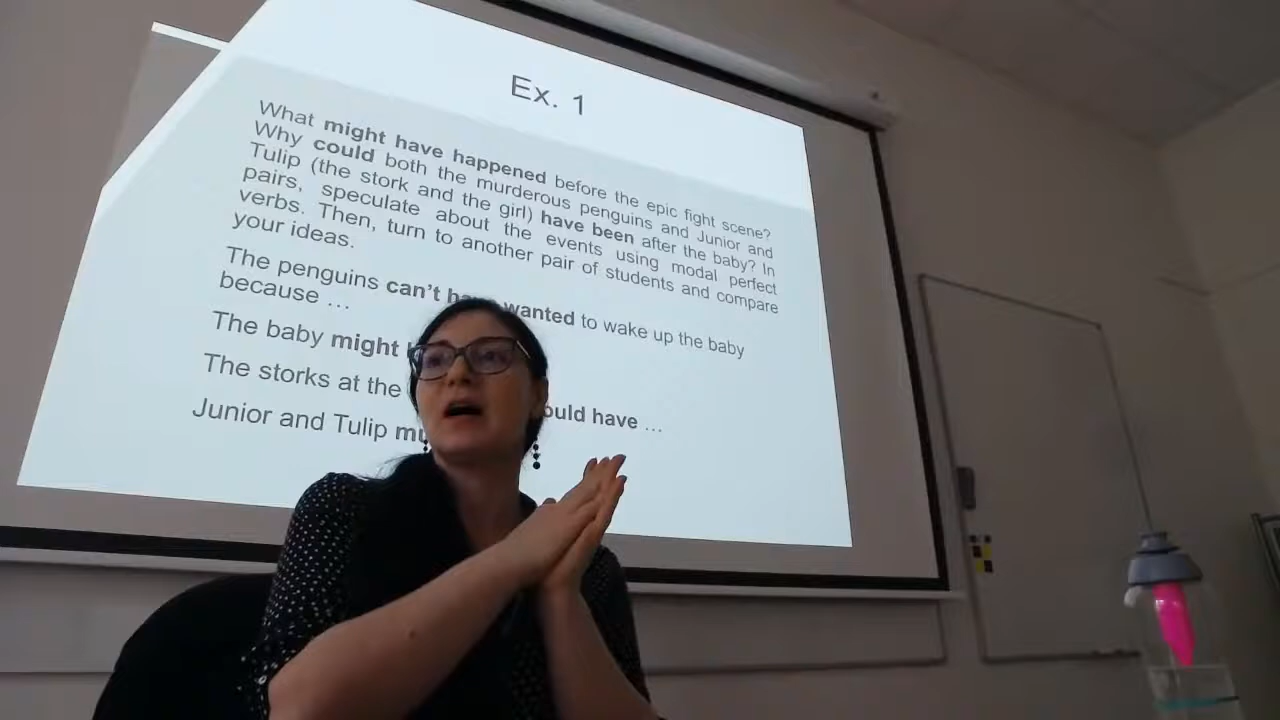 Ex. 1
What might have happened before the epic fight scene?
Why could both the murderous penguins and Junior and
Tulip (the stork and the girl) have been after the baby? In
pairs, speculate about the events using modal perfect
verbs. Then, turn to another pair of students and compare
your ideas.
The penguins can't wanted to wake up the baby
because …
The baby might
The storks at the have …
Junior and Tulip